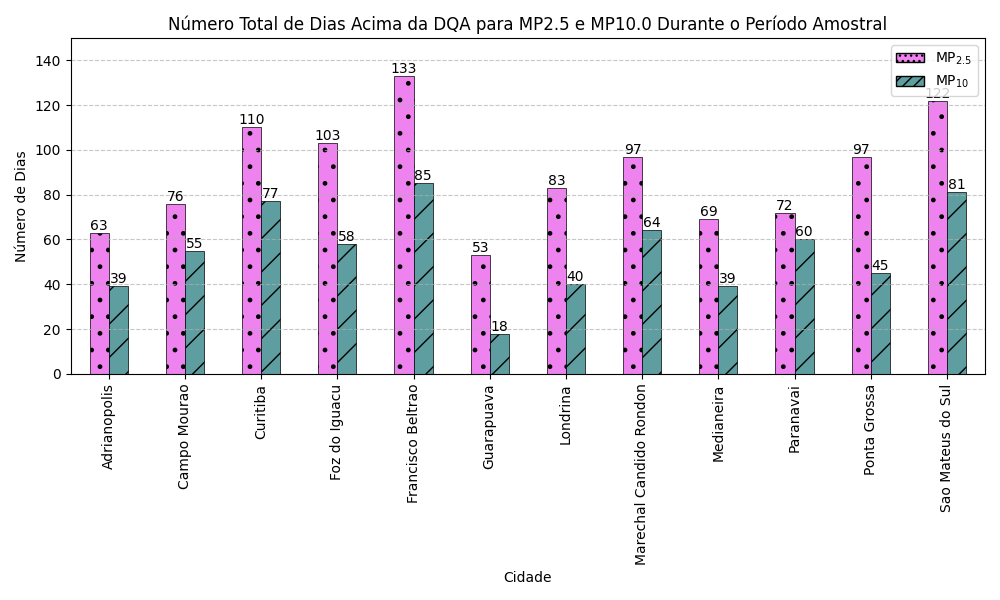 Número Total de Dias Acima da DQA para MP2.5 e MP10.0 Durante o Período Amostral
MP2.5
MP10
Número de Dias
140
120
100
80
60
40
20
0
63
39
76
55
110
77
103
58
133
85
53
18
83
40
97
64
69
39
72
60
97
45
122
81
Adrianopolis
Campo Mourao
Curitiba
Foz do Iguacu
Francisco Beltrao
Guarapuava
Londrina
Marechal Candido Rondon
Medianeira
Paranavai
Ponta Grossa
Sao Mateus do Sul
Cidade